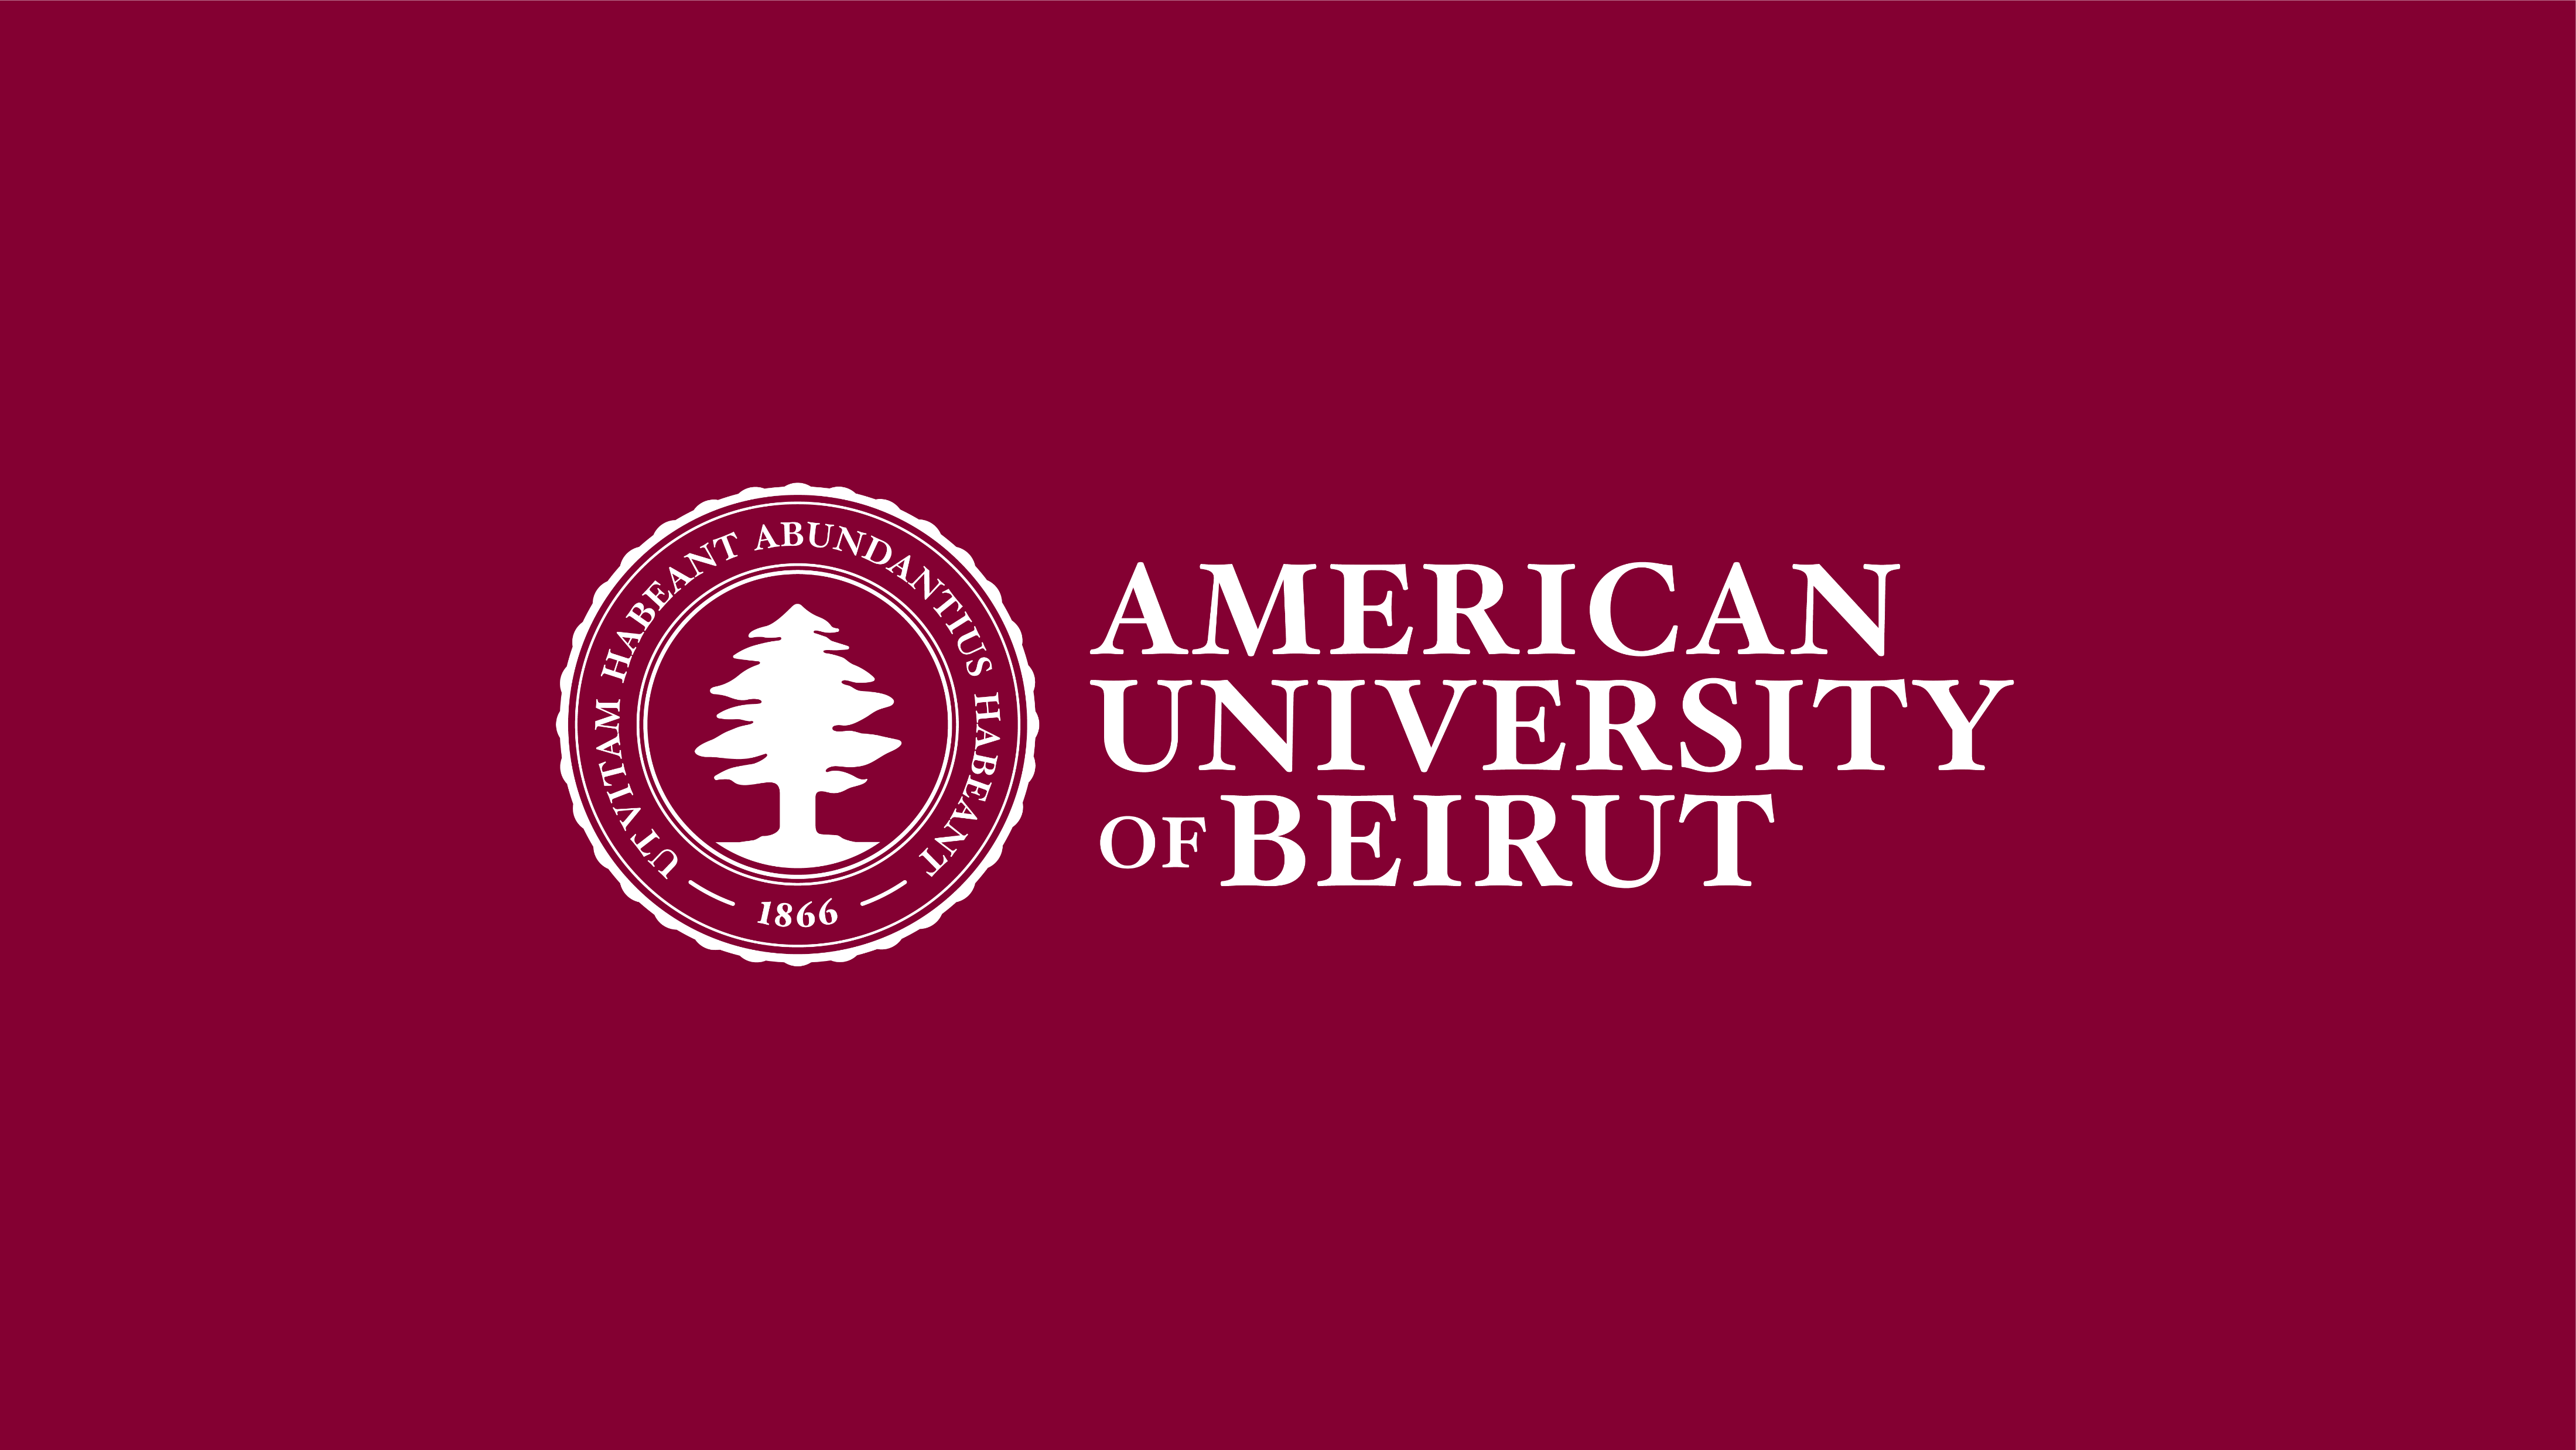 UT VITAM HABEANT ABUNDANTIUS HABEANT
1866
AMERICAN
UNIVERSITY
OF BEIRUT